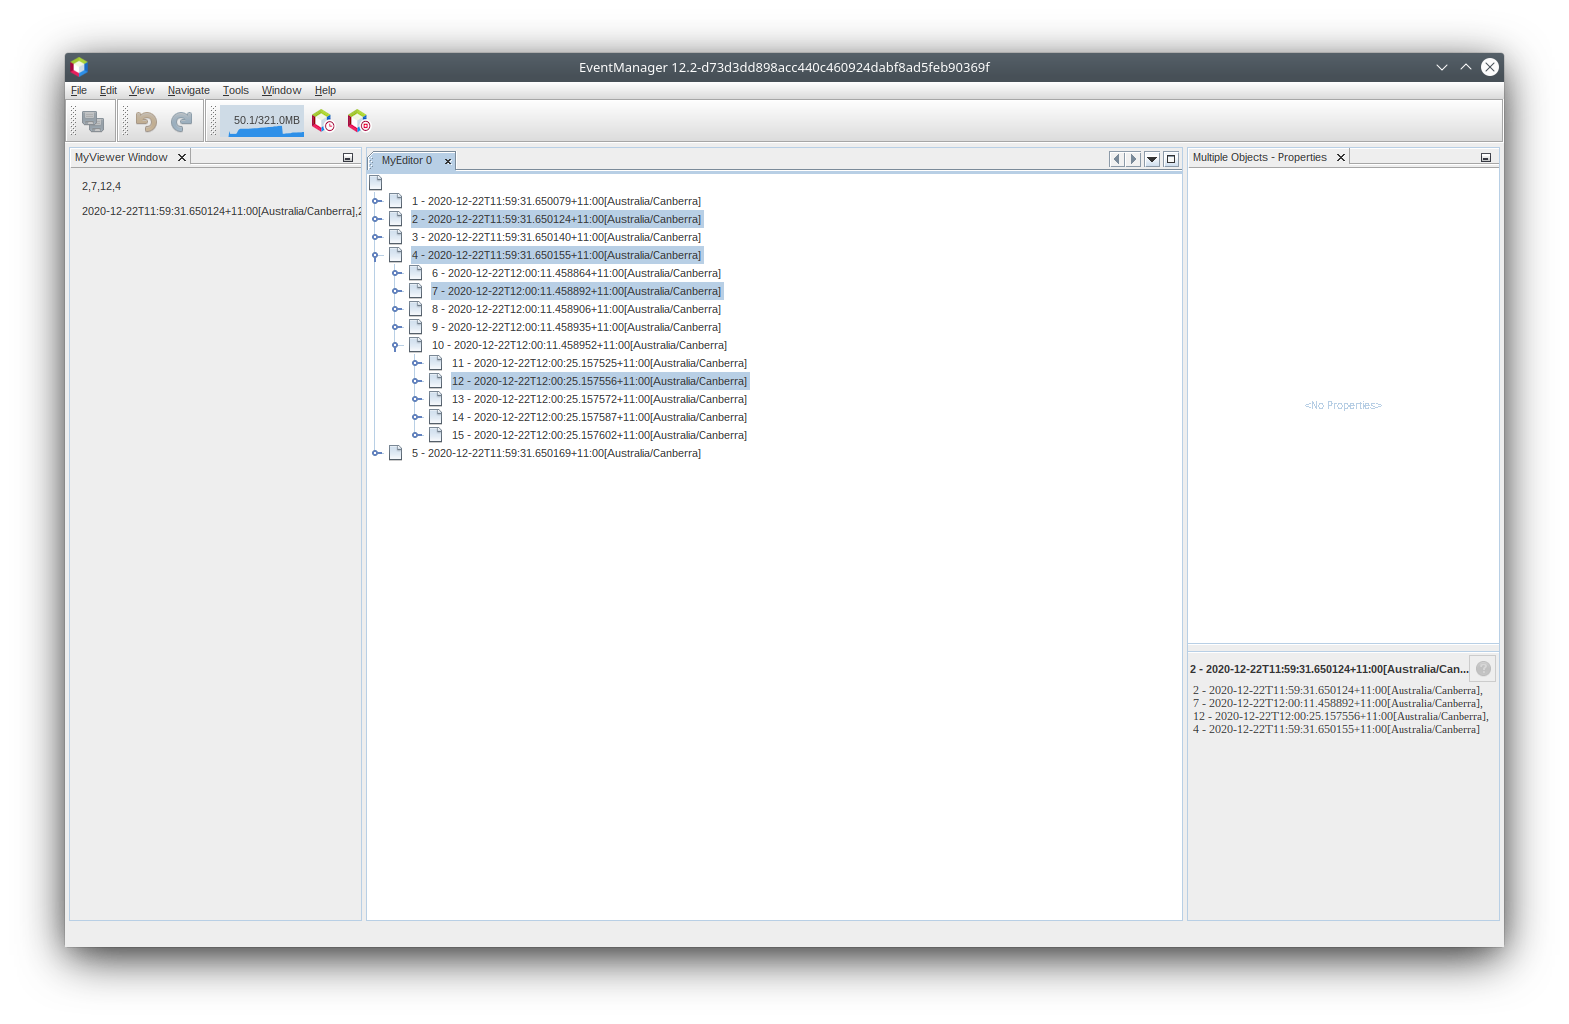 EventManager 12.2-d73d3dd898acc440c460924dabf8ad5feb90369f
File Edit View Navigate Tools Window Help
50.1/321.0MB
MyViewer Window
2,7,12,4
2020-12-22T11:59:31.650124+11:00[Australia/Canberra],2
MyEditor 0
1 - 2020-12-22T11:59:31.650079+11:00[Australia/Canberra]
2 - 2020-12-22T11:59:31.650124+11:00[Australia/Canberra]
3 - 2020-12-22T11:59:31.650140+11:00[Australia/Canberra]
4 - 2020-12-22T11:59:31.650155+11:00[Australia/Canberra]
6 - 2020-12-22T12:00:11.458864+11:00[Australia/Canberra]
7 - 2020-12-22T12:00:11.458892+11:00[Australia/Canberra]
8 - 2020-12-22T12:00:11.458906+11:00[Australia/Canberra]
9 - 2020-12-22T12:00:11.458935+11:00[Australia/Canberra]
10 - 2020-12-22T12:00:11.458952+11:00[Australia/Canberra]
11 - 2020-12-22T12:00:25.157525+11:00[Australia/Canberra]
12 - 2020-12-22T12:00:25.157556+11:00[Australia/Canberra]
13 - 2020-12-22T12:00:25.157572+11:00[Australia/Canberra]
14 - 2020-12-22T12:00:25.157587+11:00[Australia/Canberra]
15 - 2020-12-22T12:00:25.157602+11:00[Australia/Canberra]
5 - 2020-12-22T11:59:31.650169+11:00[Australia/Canberra]
Multiple Objects - Properties
<No Properties>
2 - 2020-12-22T11:59:31.650124+11:00[Australia/Can...
2 - 2020-12-22T11:59:31.650124+11:00[Australia/Canberra],
7 - 2020-12-22T12:00:11.458892+11:00[Australia/Canberra],
12 - 2020-12-22T12:00:25.157556+11:00[Australia/Canberra],
4 - 2020-12-22T11:59:31.650155+11:00[Australia/Canberra]